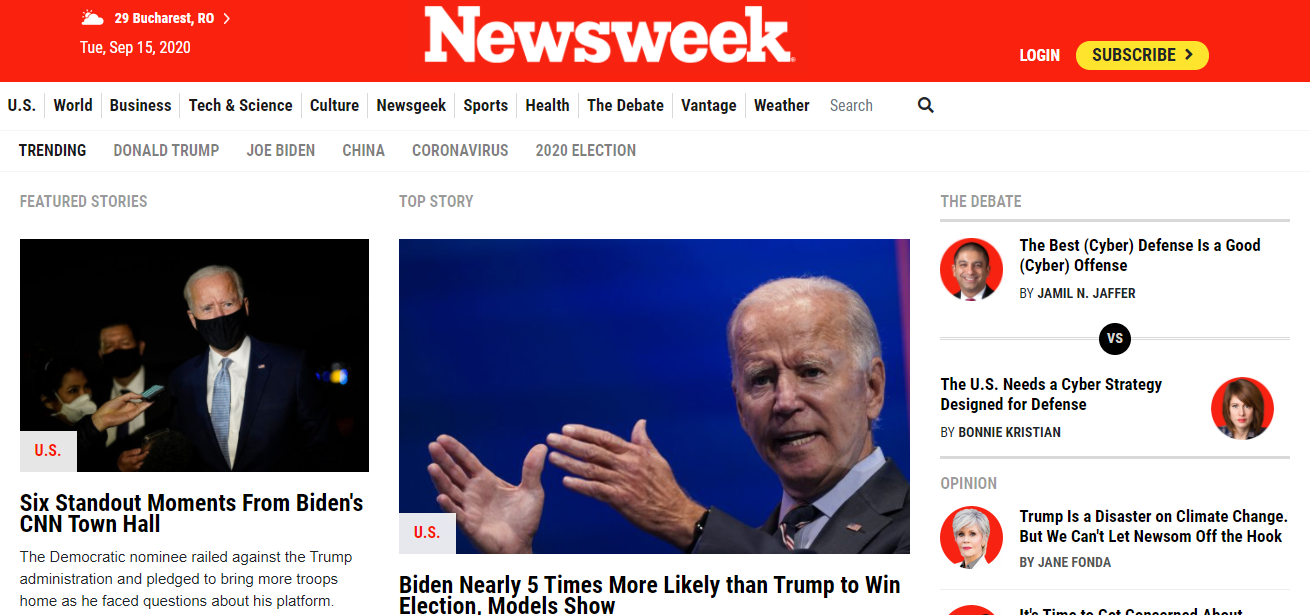 29 Bucharest, RO
Tue, Sep 15, 2020
Newsweek
LOGIN
SUBSCRIBE
U.S. World Business Tech & Science Culture Newsgeek Sports Health The Debate Vantage Weather Search
TRENDING DONALD TRUMP JOE BIDEN CHINA CORONAVIRUS 2020 ELECTION
FEATURED STORIES
U.S.
Six Standout Moments From Biden's
CNN Town Hall
The Democratic nominee railed against the Trump
administration and pledged to bring more troops
home as he faced questions about his platform.
TOP STORY
U.S.
Biden Nearly 5 Times More Likely than Trump to Win
Election, Models Show
THE DEBATE
The Best (Cyber) Defense Is a Good
(Cyber) Offense
BY JAMIL N. JAFFER
VS
The U.S. Needs a Cyber Strategy
Designed for Defense
BY BONNIE KRISTIAN
OPINION
Trump Is a Disaster on Climate Change.
But We Can't Let Newsom Off the Hook
BY JANE FONDA
It's Time to Get Concerned About